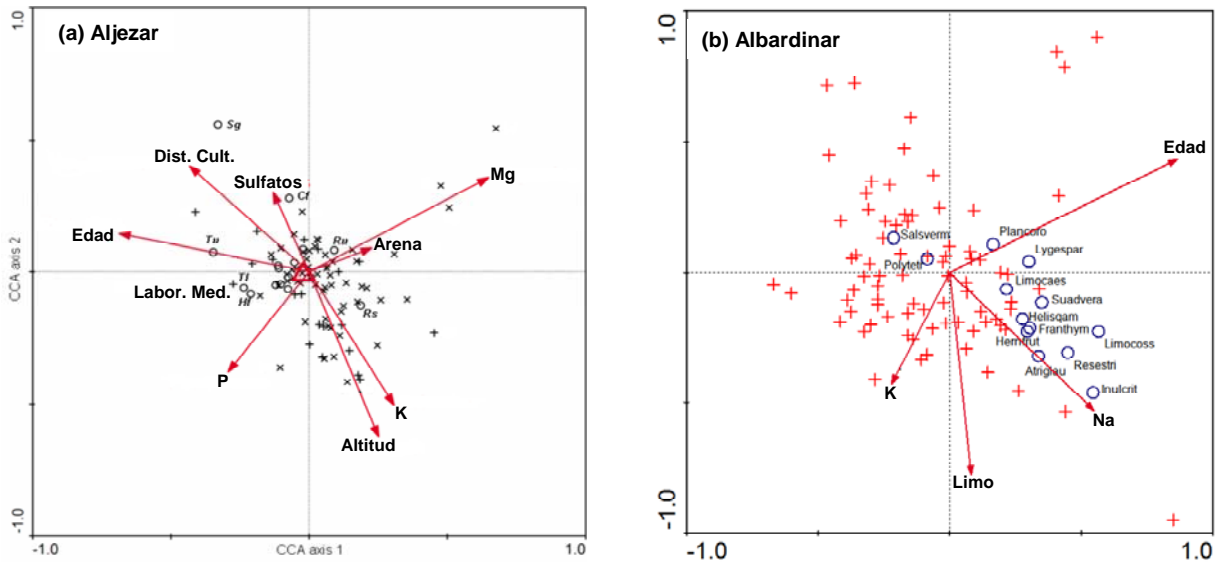 (a) Aljezar
1.0
Sg
Dist. Cult.
Sulfatos
Cf
Mg
Edad
Tu
Ru
Arena
CCA axis 2
Labor. Med.
Tl
Hl
Rs
P
K
Altitud
-1.0
-1.0
CCA axis 1
1.0
(b) Albardinar
1.0
Edad
Salsverm
Plancoro
Polytetr
Lygespar
Limocaes
Suadvera
Helisqam
Franthym
Hernfrut
Limocoss
Resestri
Atriglau
K
Inulcrit
Na
Limo
-1.0
-1.0
1.0